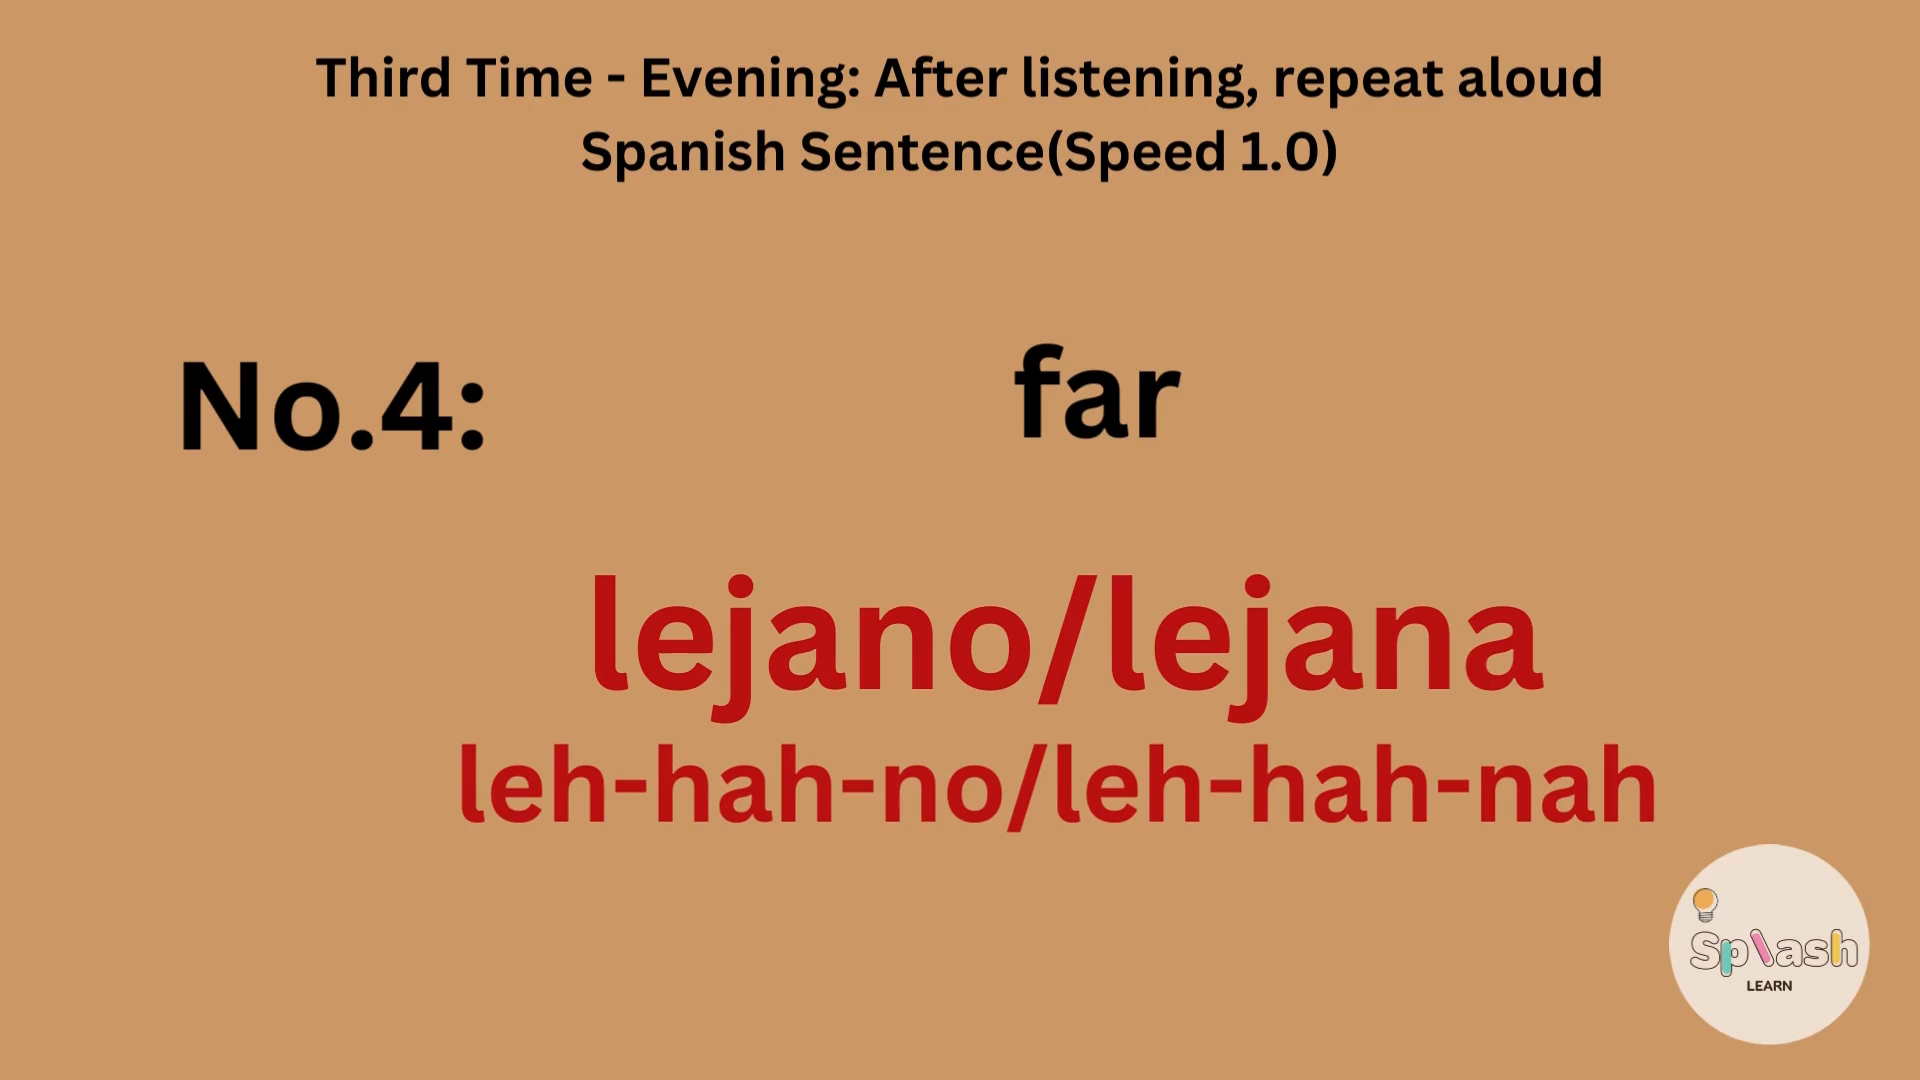 Third Time - Evening: After listening, repeat aloud
Spanish Sentence(Speed 1.0)
No.4:
far
lejano/lejana
leh-hah-no/leh-hah-nah
Splash
LEARN